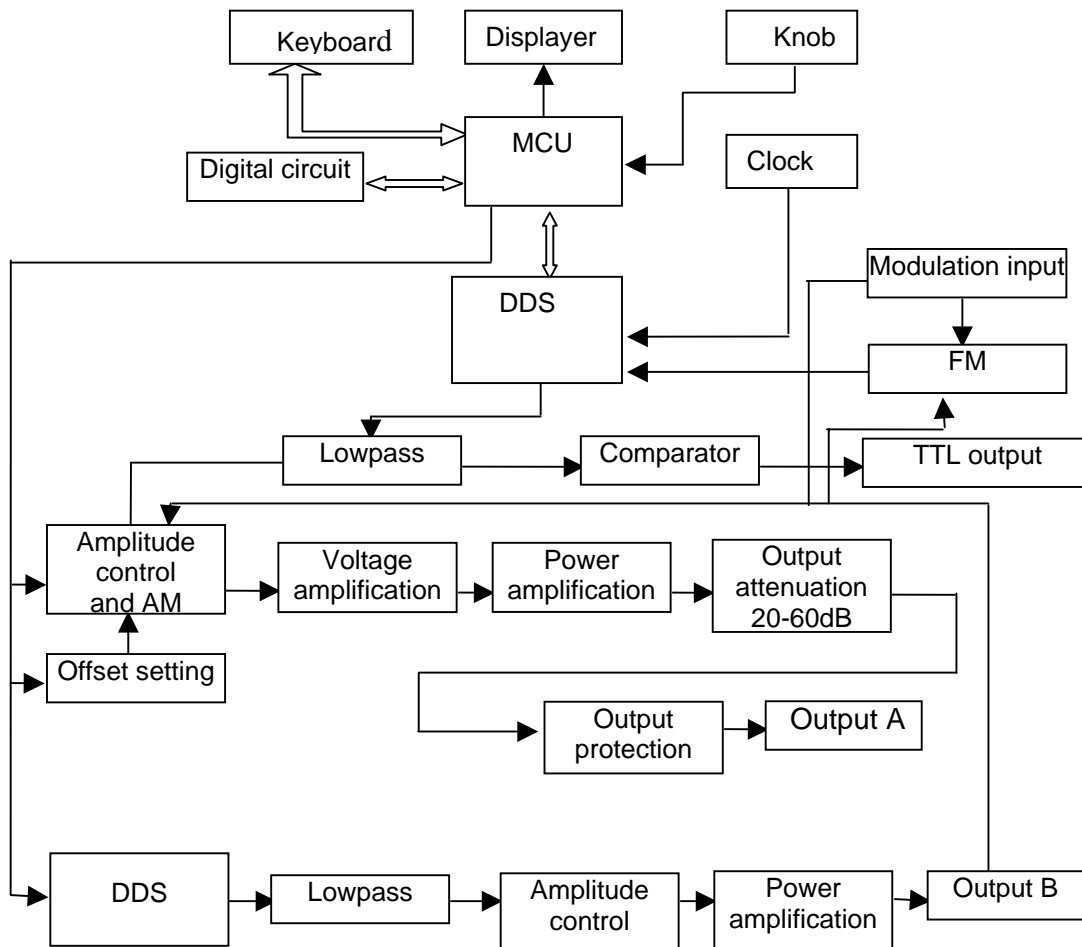 Keyboard
Displayer
Knob
MCU
Digital circuit
Clock
Modulation input
DDS
FM
Lowpass
Comparator
TTL output
Amplitude
control
and AM
Voltage
amplification
Power
amplification
Output
attenuation
20-60dB
Offset setting
Output
protection
Output A
DDS
Lowpass
Amplitude
control
Power
amplification
Output B